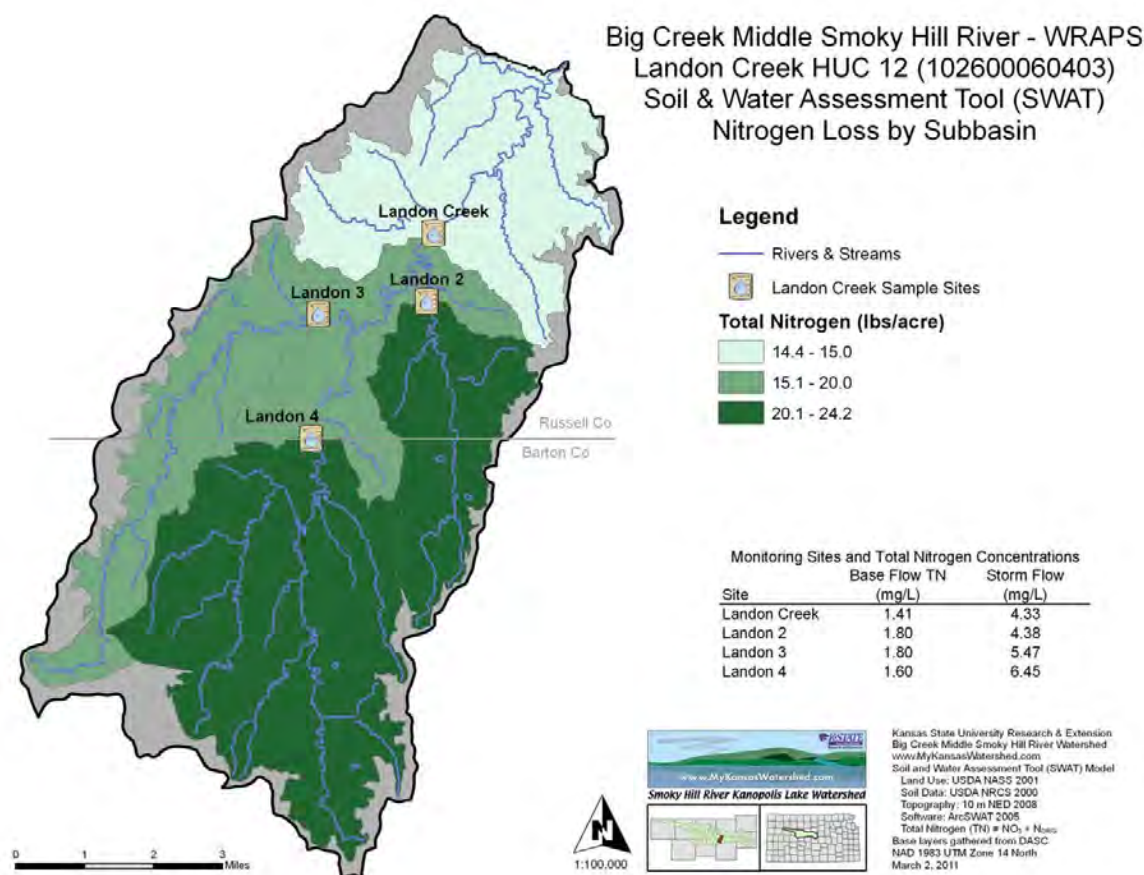 Big Creek Middle Smoky Hill River - WRAPS
Landon Creek HUC 12 (102600060403)
Soil & Water Assessment Tool (SWAT)
Nitrogen Loss by Subbasin
Landon Creek
Landon 2
Landon 3
Landon 4
Russell Co
Barton Co
Legend
Rivers & Streams
Landon Creek Sample Sites
Total Nitrogen (lbs/acre)
14.4 - 15.0
15.1 - 20.0
20.1 - 24.2
Monitoring Sites and Total Nitrogen Concentrations
Base Flow TN Storm Flow
Site (mg/L) (mg/L)
Landon Creek 1.41 4.33
Landon 2 1.80 4.38
Landon 3 1.80 5.47
Landon 4 1.60 6.45
www.MyKansasWatershed.com
Smoky Hill River Kanopolis Lake Watershed
Kansas State University Research & Extension
Big Creek Middle Smoky Hill River Watershed
www.MyKansasWatershed.com
Soil and Water Assessment Tool (SWAT) Model
Land Use: USDA NASS 2001
Soil Data: USDA NRCS 2000
Topography: 10 m NED 2008
Software: ArcSWAT 2005
Total Nitrogen (TN) = NO₃ + N
Base layers gathered from DASC
NAD 1983 UTM Zone 14 North
March 2, 2011
N
1:100,000
0 1 2 3
Miles